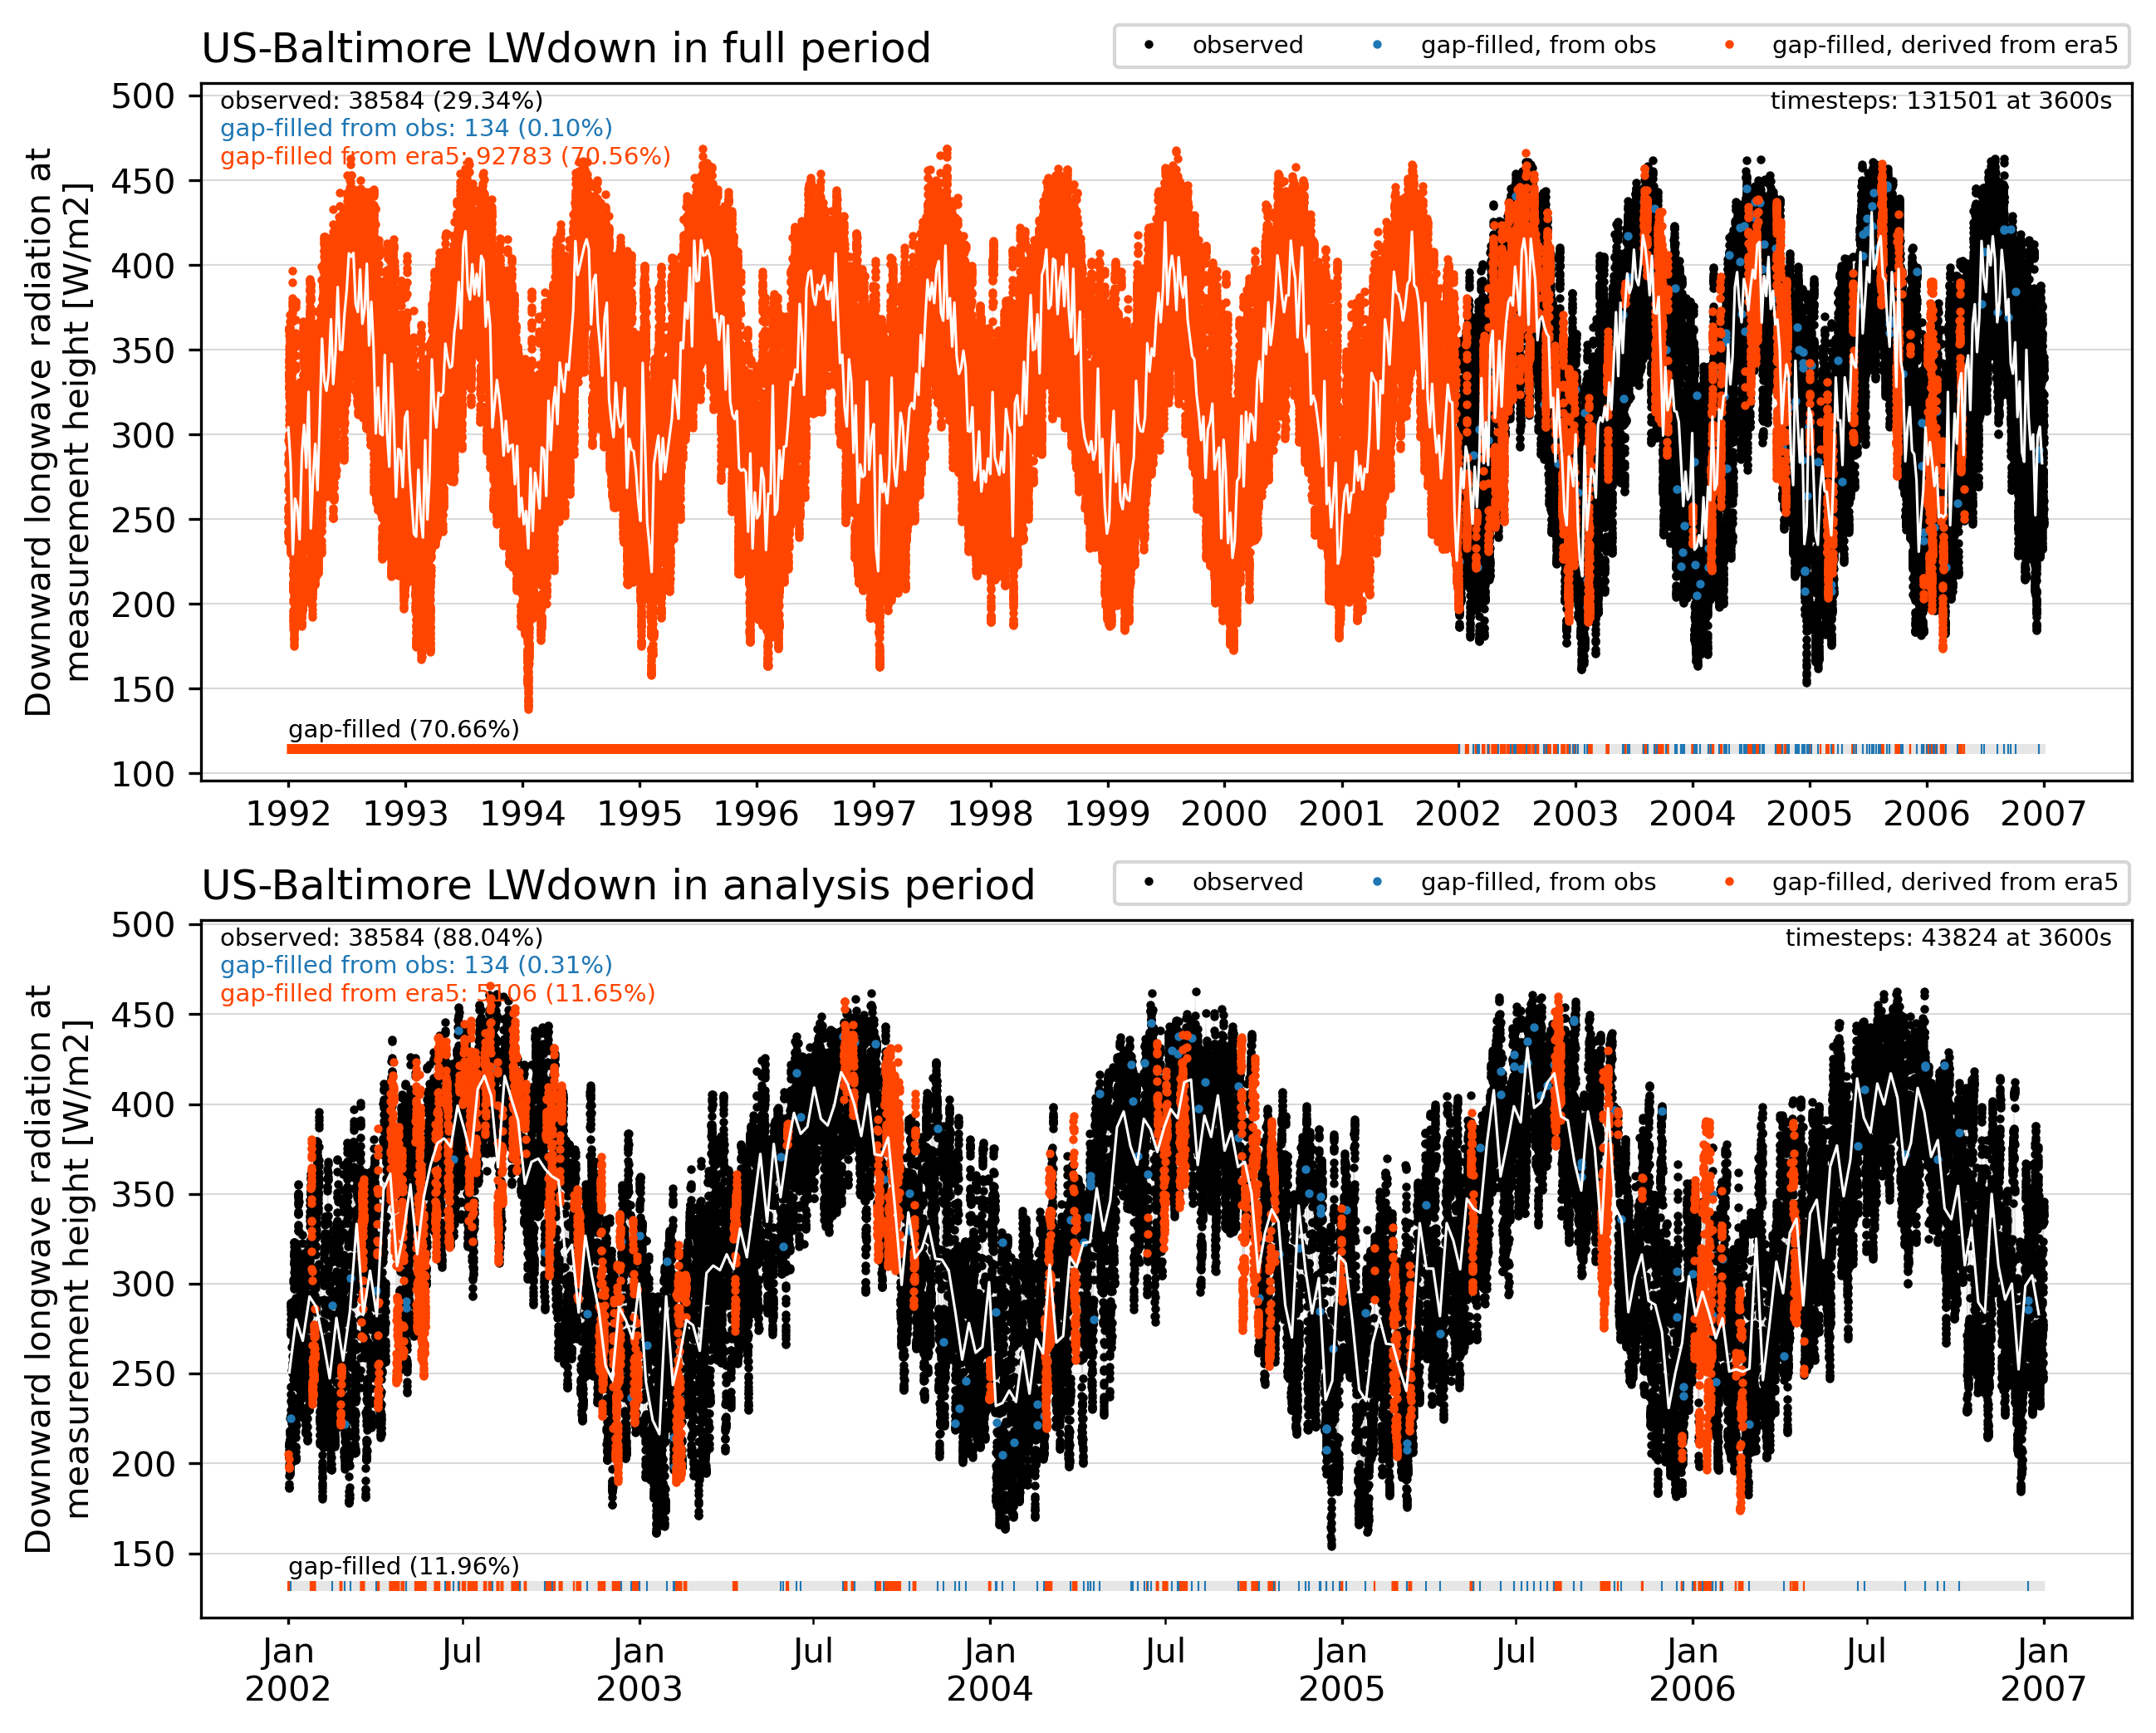 US-Baltimore LWdown in full period
observed gap-filled, from obs gap-filled, derived from era5
observed: 38584 (29.34%)
gap-filled from obs: 134 (0.10%)
gap-filled from era5: 92783 (70.56%)
timesteps: 131501 at 3600s
Downward longwave radiation at
measurement height [W/m2]
500
450
400
350
300
250
200
150
100
gap-filled (70.66%)
1992 1993 1994 1995 1996 1997 1998 1999 2000 2001 2002 2003 2004 2005 2006 2007
US-Baltimore LWdown in analysis period
observed gap-filled, from obs gap-filled, derived from era5
observed: 38584 (88.04%)
gap-filled from obs: 134 (0.31%)
gap-filled from era5: 5106 (11.65%)
timesteps: 43824 at 3600s
Downward longwave radiation at
measurement height [W/m2]
500
450
400
350
300
250
200
150
gap-filled (11.96%)
Jan Jul Jan Jul Jan Jul Jan Jul Jan Jul Jan
2002 2003 2004 2005 2006 2007